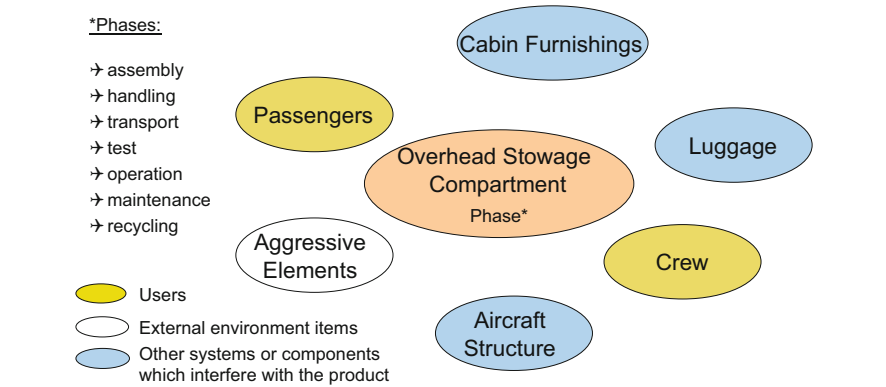 *Phases:
✈ assembly
✈ handling
✈ transport
✈ test
✈ operation
✈ maintenance
✈ recycling
Cabin Furnishings
Passengers
Luggage
Overhead Stowage
Compartment
Phase*
Aggressive
Elements
Crew
Aircraft
Structure
Users
External environment items
Other systems or components
which interfere with the product